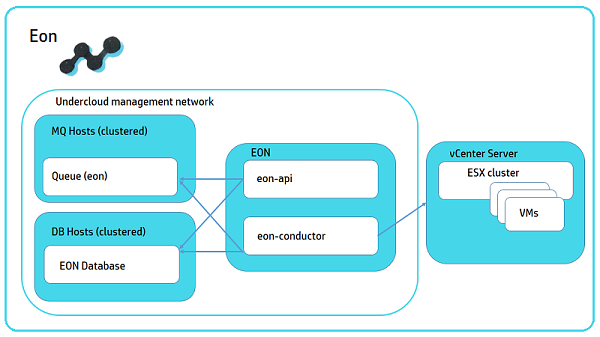 Eon
Undercloud management network
MQ Hosts (clustered)
Queue (eon)
DB Hosts (clustered)
EON Database
EON
eon-api
eon-conductor
vCenter Server
ESX cluster
VMs